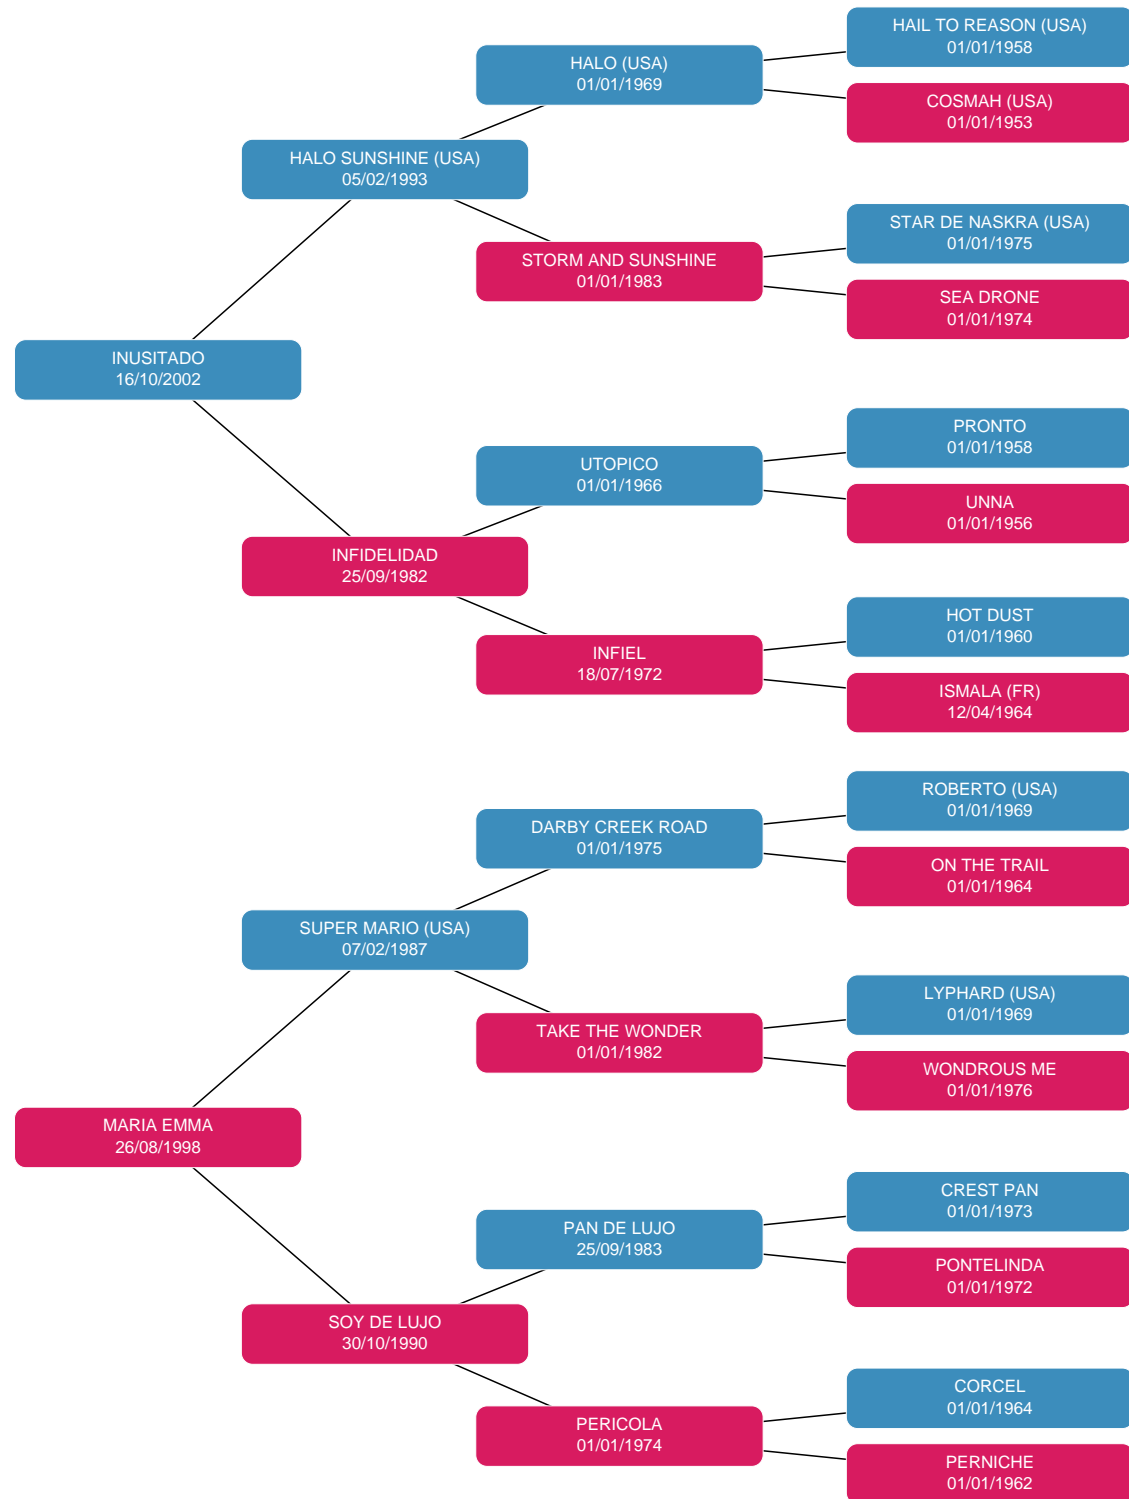 HAIL TO REASON (USA)
01/01/1958
HALO (USA)
01/01/1969
COSMAH (USA)
01/01/1953
HALO SUNSHINE (USA)
05/02/1993
STAR DE NASKRA (USA)
01/01/1975
STORM AND SUNSHINE
01/01/1983
SEA DRONE
01/01/1974
INUSITADO
16/10/2002
PRONTO
01/01/1958
UTOPICO
01/01/1966
UNNA
01/01/1956
INFIDELIDAD
25/09/1982
HOT DUST
01/01/1960
INFIEL
18/07/1972
ISMALA (FR)
12/04/1964
ROBERTO (USA)
01/01/1969
DARBY CREEK ROAD
01/01/1975
ON THE TRAIL
01/01/1964
SUPER MARIO (USA)
07/02/1987
LYPHARD (USA)
01/01/1969
TAKE THE WONDER
01/01/1982
WONDROUS ME
01/01/1976
MARIA EMMA
26/08/1998
CREST PAN
01/01/1973
PAN DE LUJO
25/09/1983
PONTELINDA
01/01/1972
SOY DE LUJO
30/10/1990
CORCEL
01/01/1964
PERICOLA
01/01/1974
PERNICHE
01/01/1962